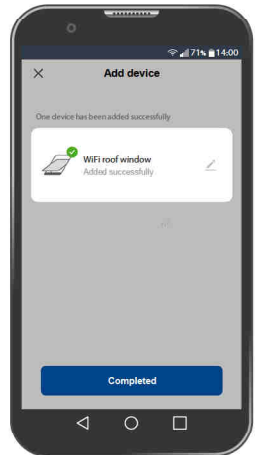 71% 14:00
Add device
One device has been added successfully
WiFi roof window
Added successfully
Completed